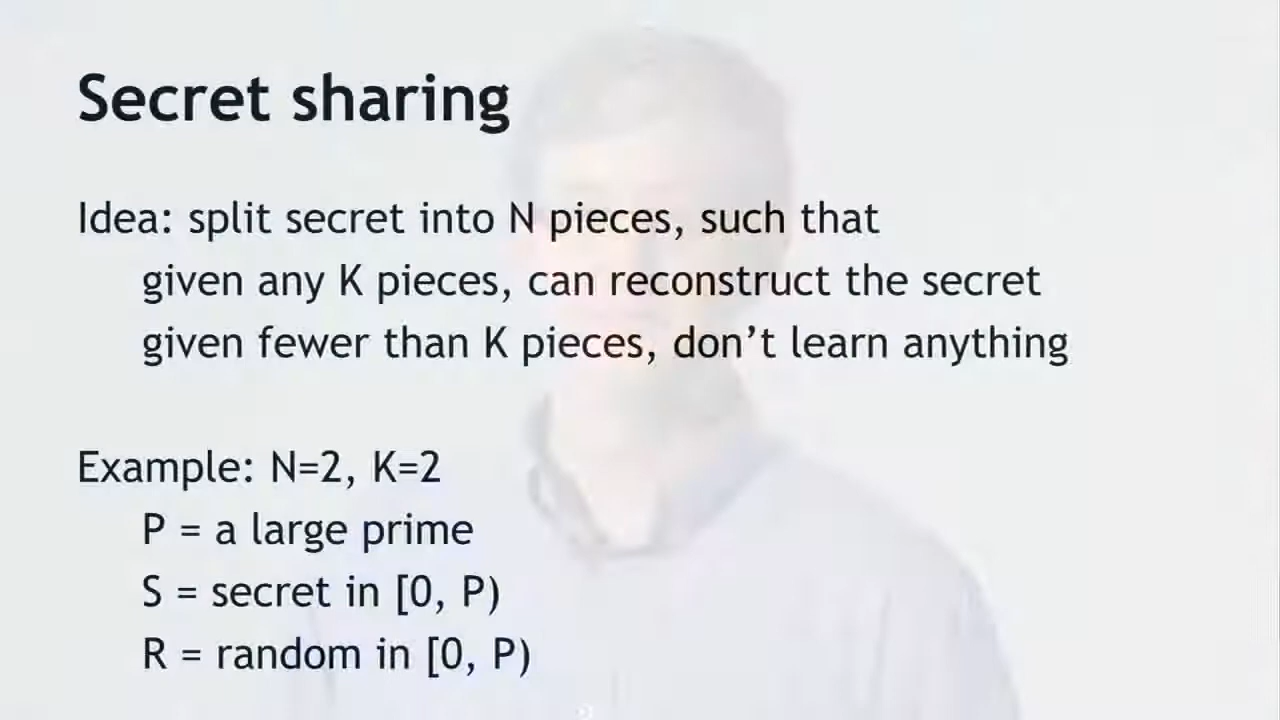 Secret sharing
Idea: split secret into N pieces, such that
given any K pieces, can reconstruct the secret
given fewer than K pieces, don’t learn anything
Example: N=2, K=2
P = a large prime
S = secret in [0, P)
R = random in [0, P)